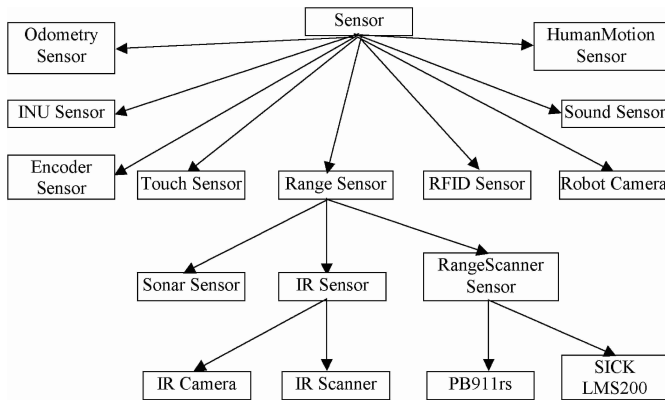 Sensor
Odometry
Sensor
HumanMotion
Sensor
INU Sensor
Sound Sensor
Encoder
Sensor
Touch Sensor
Range Sensor
RFID Sensor
Robot Camera
Sonar Sensor
IR Sensor
RangeScanner
Sensor
IR Camera
IR Scanner
PB911rs
SICK
LMS200